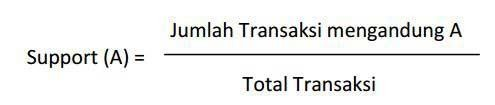 Jumlah Transaksi mengandung A
Support (A) =
Total Transaksi